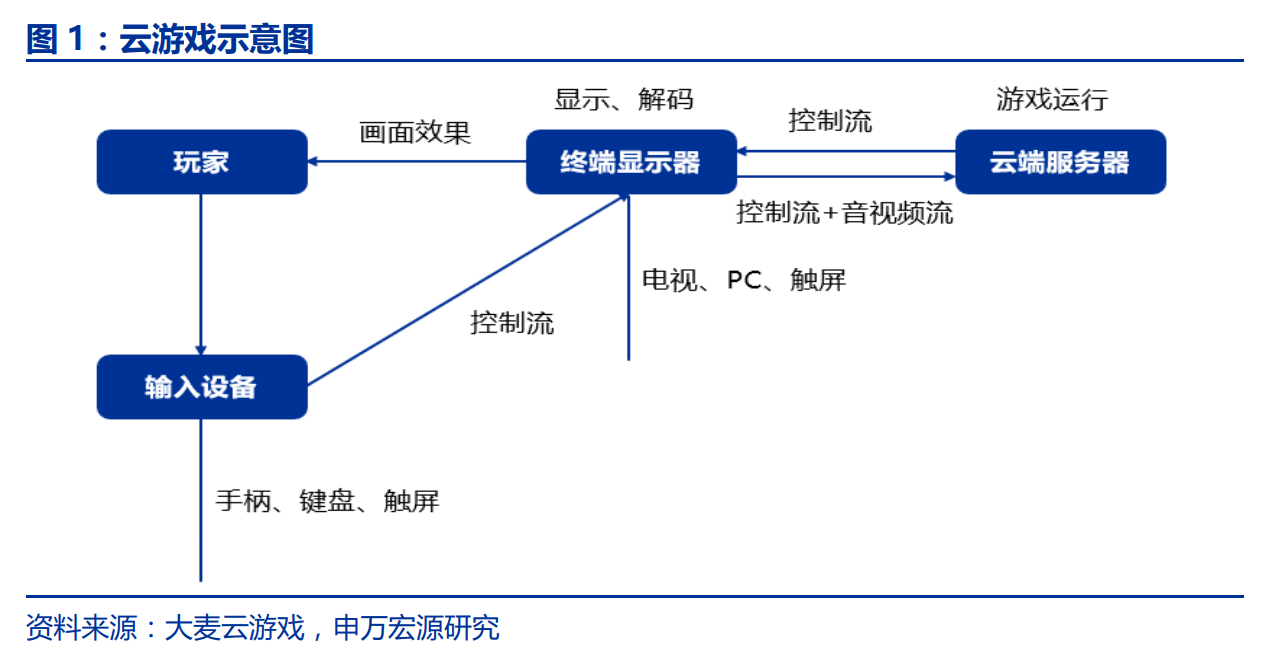 图 1：云游戏示意图
显示、解码
游戏运行
画面效果
控制流
玩家
终端显示器
云端服务器
控制流+音视频流
电视、PC、触屏
控制流
输入设备
手柄、键盘、触屏
资料来源：大麦云游戏，申万宏源研究